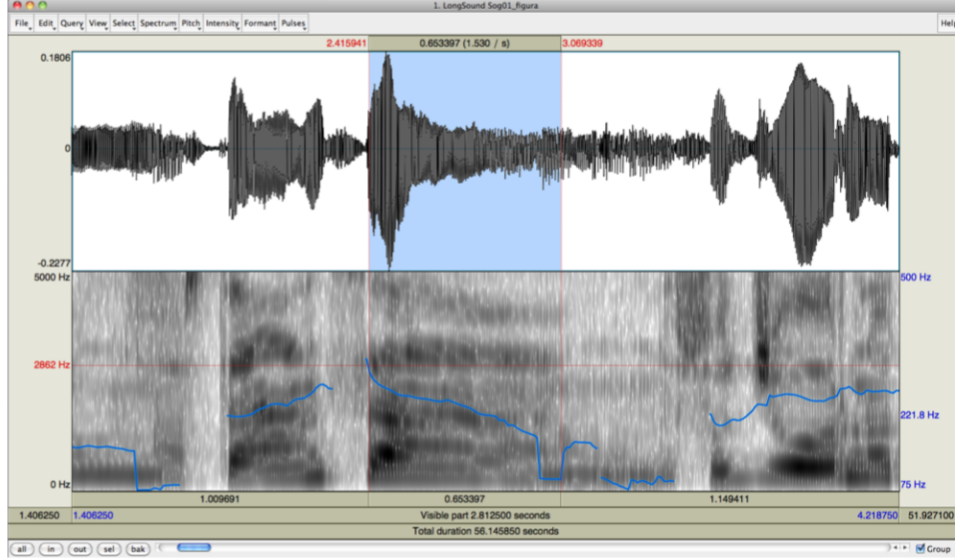 1. LongSound Sog01_figura
File Edit Query View Select Spectrum Pitch Intensity Formant Pulses Help
2.415941 0.653397 (1.530 / s) 3.069339
0.1806
0
-0.2277
5000 Hz 500 Hz
2862 Hz
221.8 Hz
0 Hz 75 Hz
1.009691 0.653397 1.149411
1.406250 1.406250 Visible part 2.812500 seconds 4.218750 51.927100
Total duration 56.145850 seconds
all in out sel bak Group